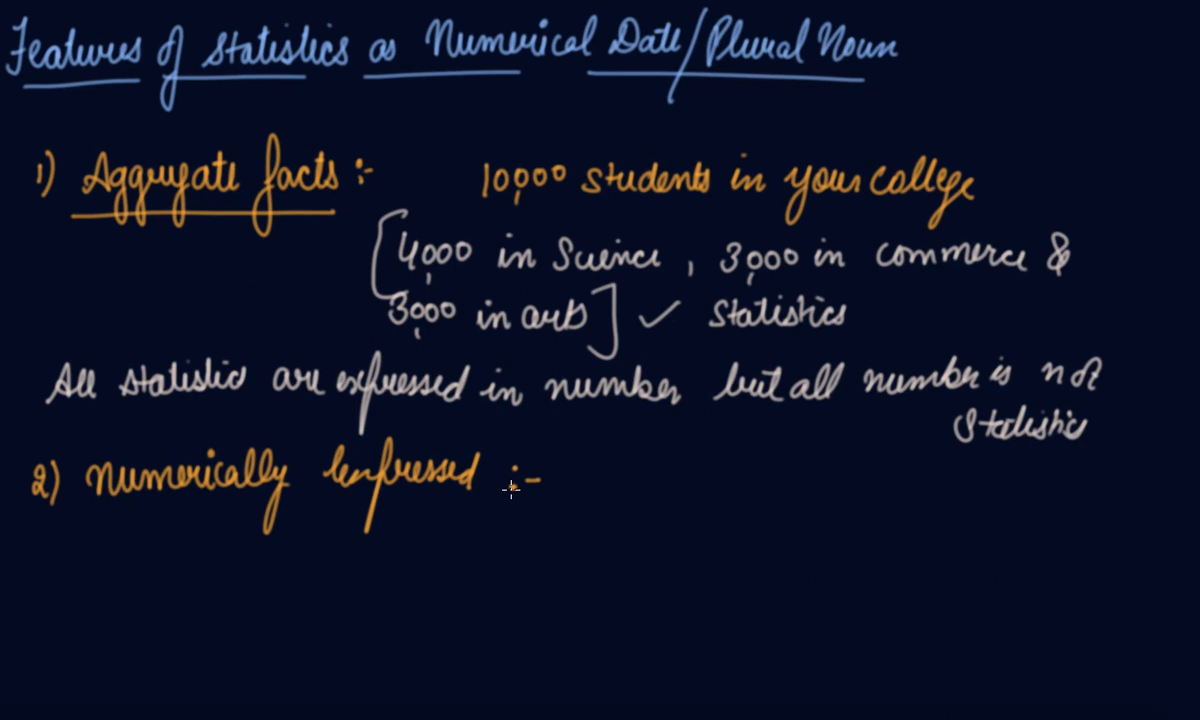 Features of Statistics as Numerical Date/Plural Noun
1) Aggregate facts :- 10,000 students in your college
[4,000 in Science, 3,000 in commerce &
3,000 in arts] ✓ Statistics
All statistic are expressed in number but all number is not
Statistic
2) Numerically expressed :-